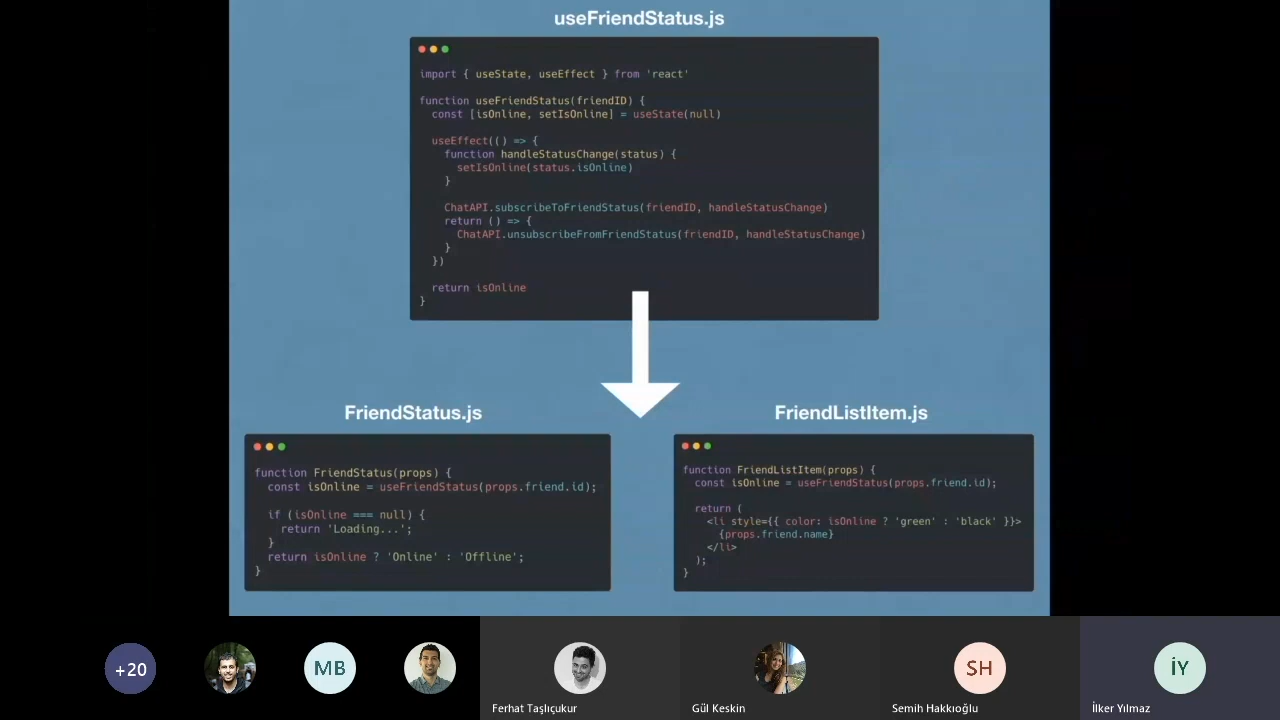 useFriendStatus.js
import { useState, useEffect } from 'react'
function useFriendStatus(friendID) {
const [isOnline, setIsOnline] = useState(null)
useEffect(() => {
function handleStatusChange(status) {
setIsOnline(status.isOnline)
}
ChatAPI.subscribeToFriendStatus(friendID, handleStatusChange)
return () => {
ChatAPI.unsubscribeFromFriendStatus(friendID, handleStatusChange)
}
})
return isOnline
}
FriendStatus.js
function FriendStatus(props) {
const isOnline = useFriendStatus(props.friend.id);
if (isOnline === null) {
return 'Loading...';
}
return isOnline ? 'Online' : 'Offline';
}
FriendListItem.js
function FriendListItem(props) {
const isOnline = useFriendStatus(props.friend.id);
return (
<li style={{ color: isOnline ? 'green' : 'black' }}>
{props.friend.name}
</li>
);
}
+20
MB
SH
İY
Ferhat Taşlıçukur
Gül Keskin
Semih Hakkıoğlu
İlker Yılmaz